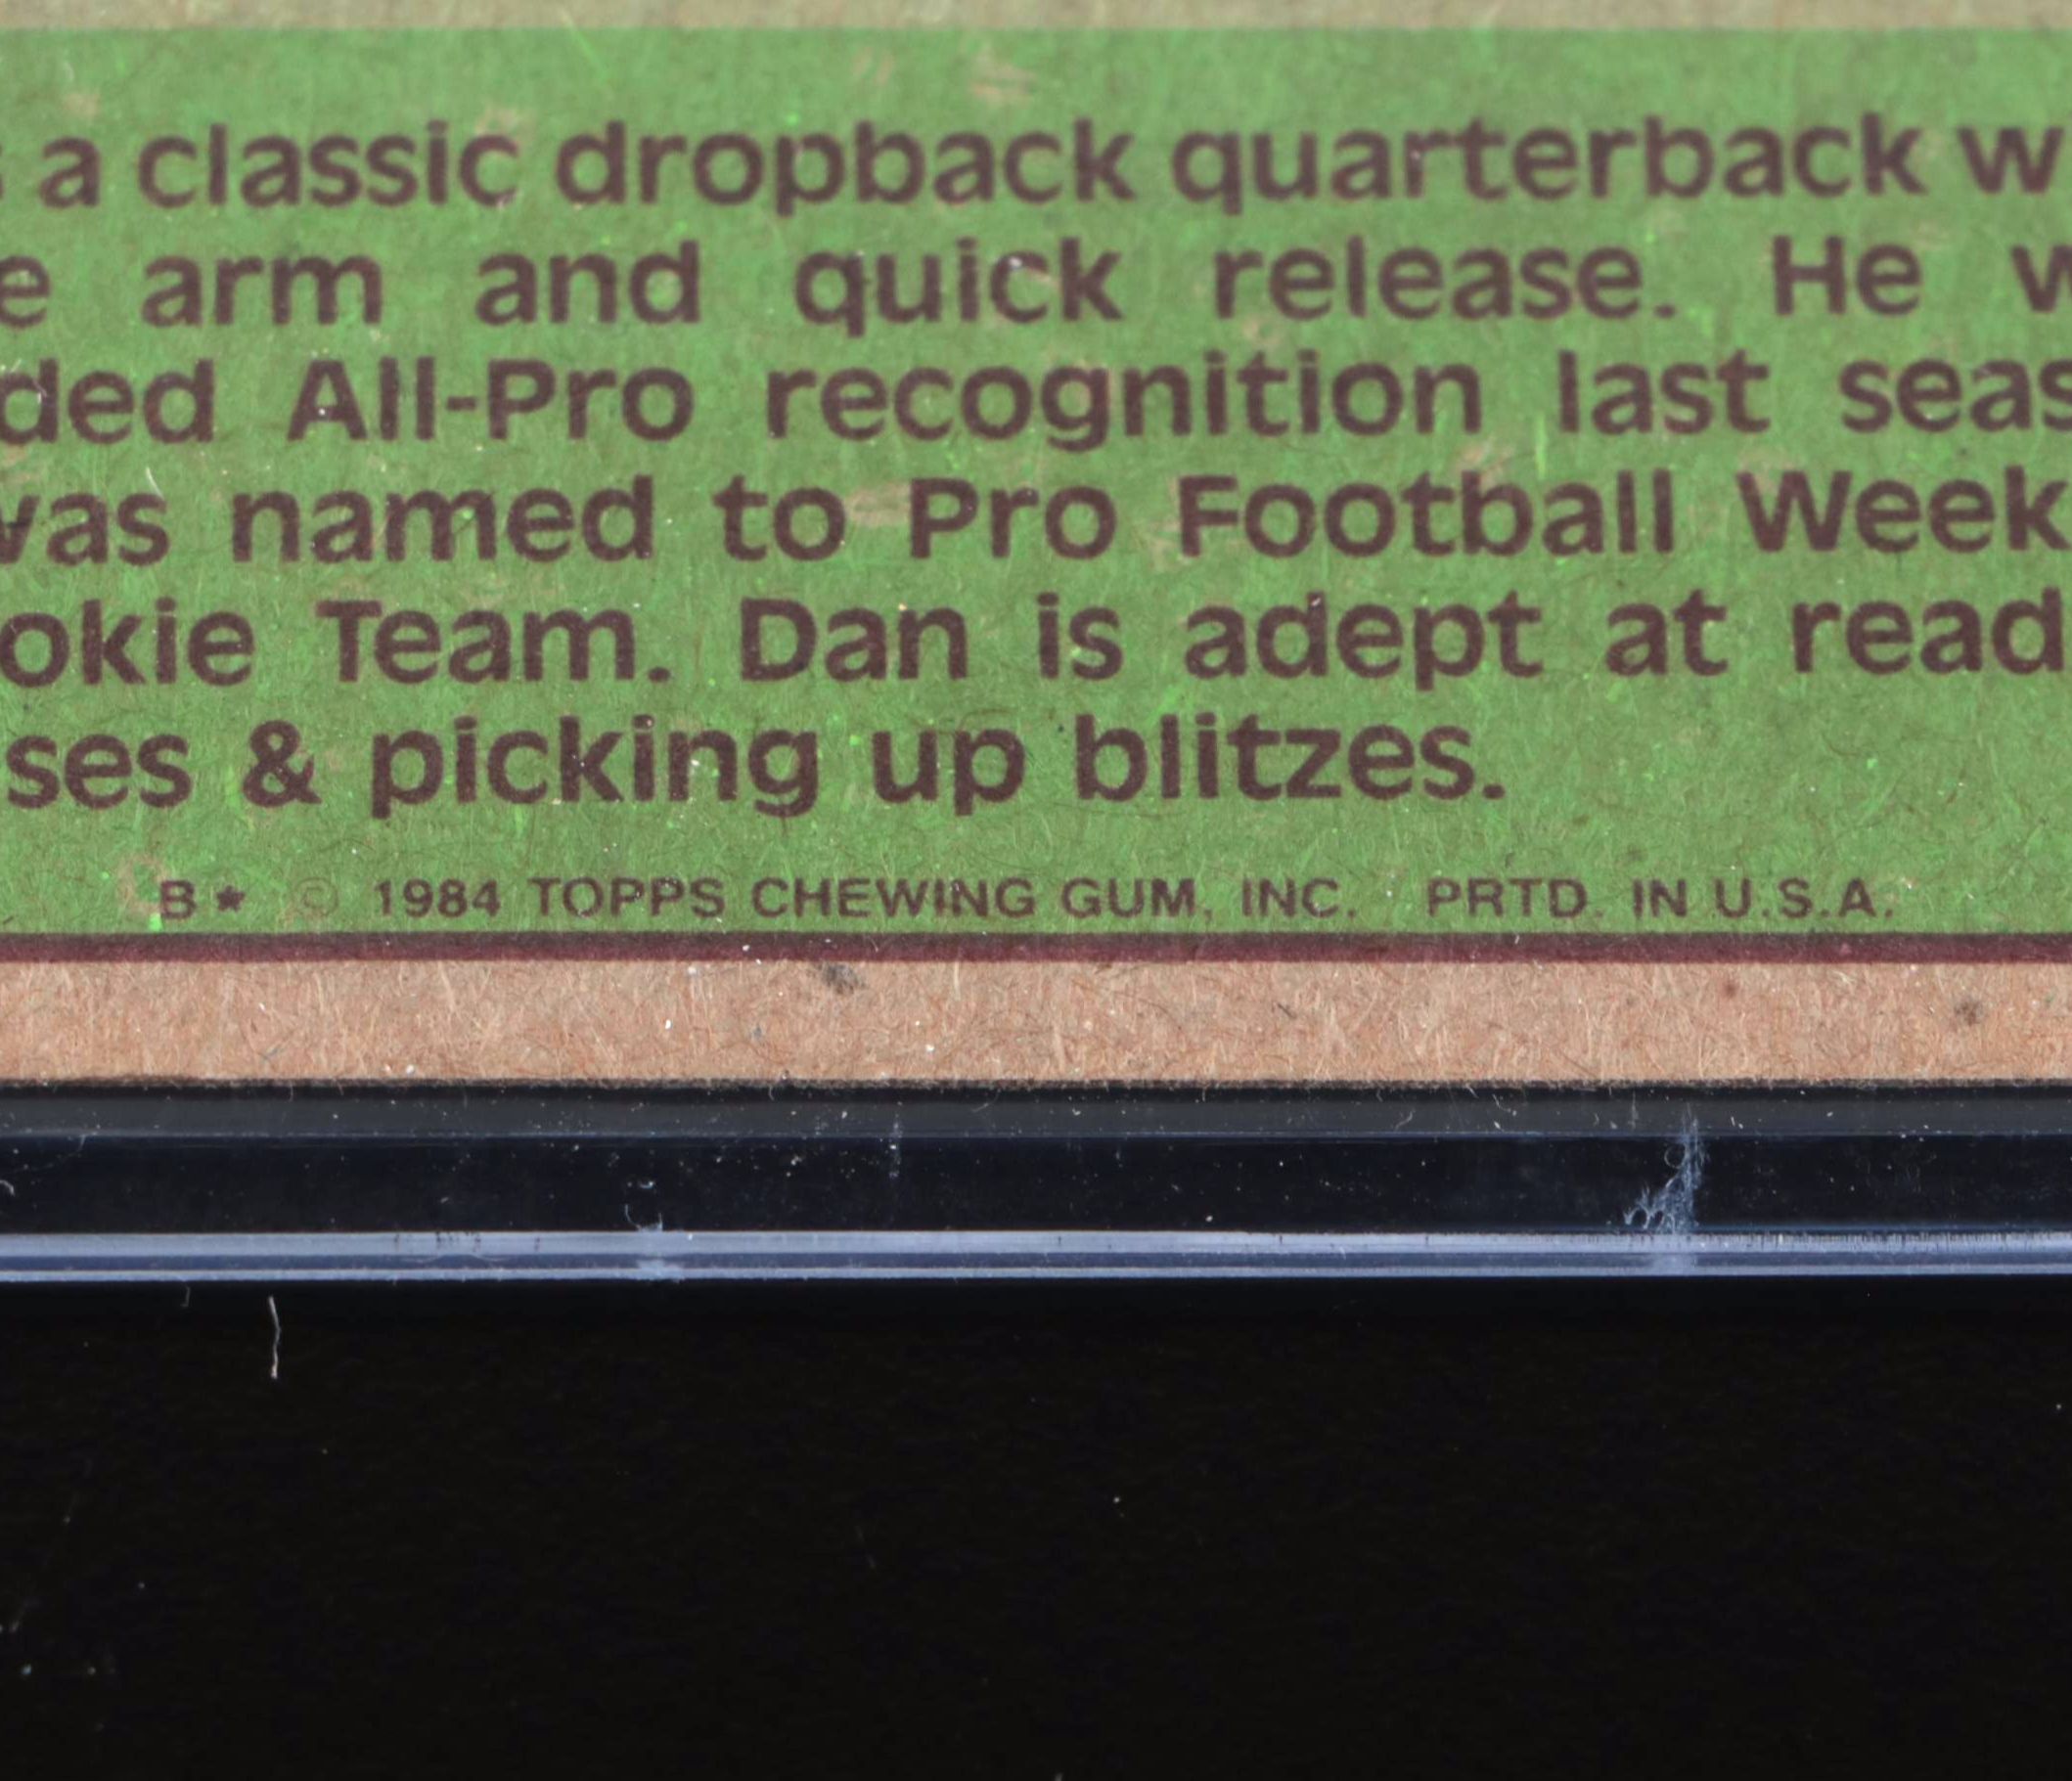 a classic dropback quarterback w
e arm and quick release. He w
ded All-Pro recognition last seas
was named to Pro Football Week
okie Team. Dan is adept at read
ses & picking up blitzes.
B* © 1984 TOPPS CHEWING GUM, INC. PRTD. IN U.S.A.